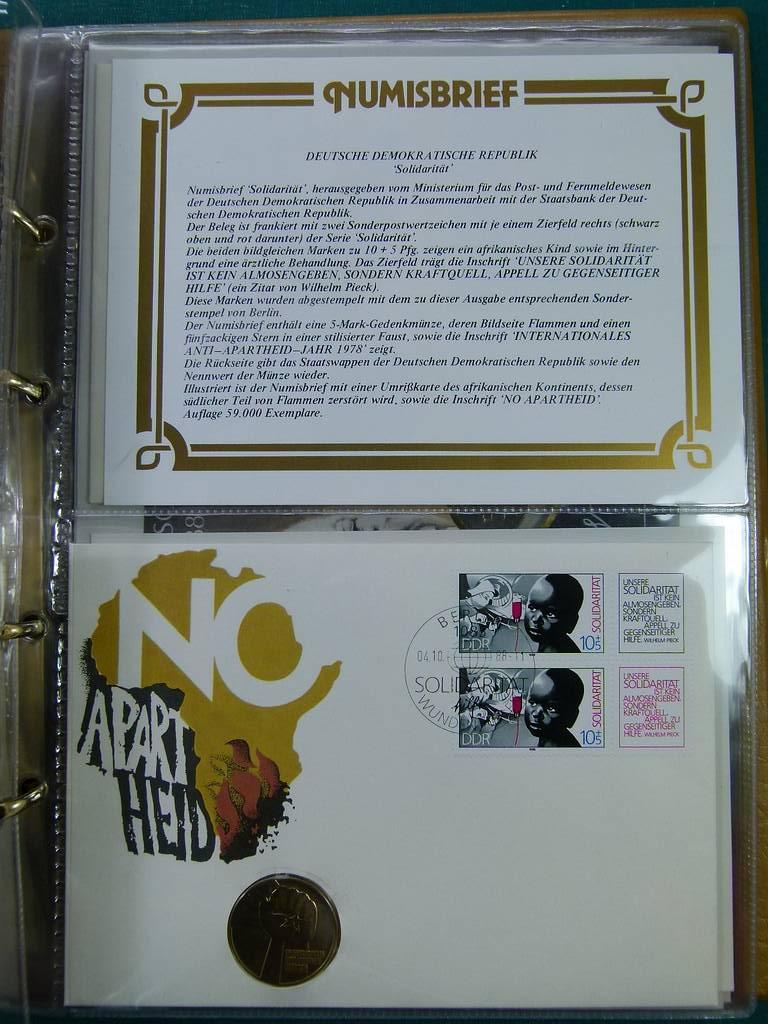 NUMISBRIEF
DEUTSCHE DEMOKRATISCHE REPUBLIK
'Solidarität'
Numisbrief 'Solidarität', herausgegeben vom Ministerium für das Post- und Fernmeldewesen
der Deutschen Demokratischen Republik in Zusammenarbeit mit der Staatsbank der Deut-
schen Demokratischen Republik.
Der Beleg ist frankiert mit zwei Sonderpostwertzeichen mit je einem Zierfeld rechts (schwarz
oben und rot darunter) der Serie 'Solidarität'.
Die beiden bildgleichen Marken zu 10 + 5 Pfg. zeigen ein afrikanisches Kind sowie im Hinter-
grund eine ärztliche Behandlung. Das Zierfeld trägt die Inschrift 'UNSERE SOLIDARITÄT
IST KEIN ALMOSENGEBEN, SONDERN KRAFTQUELL, APPELL ZU GEGENSEITIGER
HILFE' (ein Zitat von Wilhelm Pieck).
Diese Marken wurden abgestempelt mit dem zu dieser Ausgabe entsprechenden Sonder-
stempel von Berlin.
Der Numisbrief enthält eine 5-Mark-Gedenkmünze, deren Bildseite Flammen und einen
fünfzackigen Stern in einer stilisierter Faust, sowie die Inschrift 'INTERNATIONALES
ANTI-APARTHEID-JAHR 1978' zeigt.
Die Rückseite gibt das Staatswappen der Deutschen Demokratischen Republik sowie den
Nennwert der Münze wieder.
Illustriert ist der Numisbrief mit einer Umrißkarte des afrikanischen Kontinents, dessen
südlicher Teil von Flammen zerstört wird, sowie die Inschrift 'NO APARTHEID'.
Auflage 59.000 Exemplare.
NO
APART
HEID
DDR
10+5
SOLIDARITÄT
UNSERE
SOLIDARITÄT
IST KEIN
ALMOSENGEBEN,
SONDERN
KRAFTQUELL,
APPELL ZU
GEGENSEITIGER
HILFE. WILHELM PIECK
DDR
10+5
SOLIDARITÄT
UNSERE
SOLIDARITÄT
IST KEIN
ALMOSENGEBEN,
SONDERN
KRAFTQUELL,
APPELL ZU
GEGENSEITIGER
HILFE. WILHELM PIECK
04.10.
88-11
SOLIDARITÄT